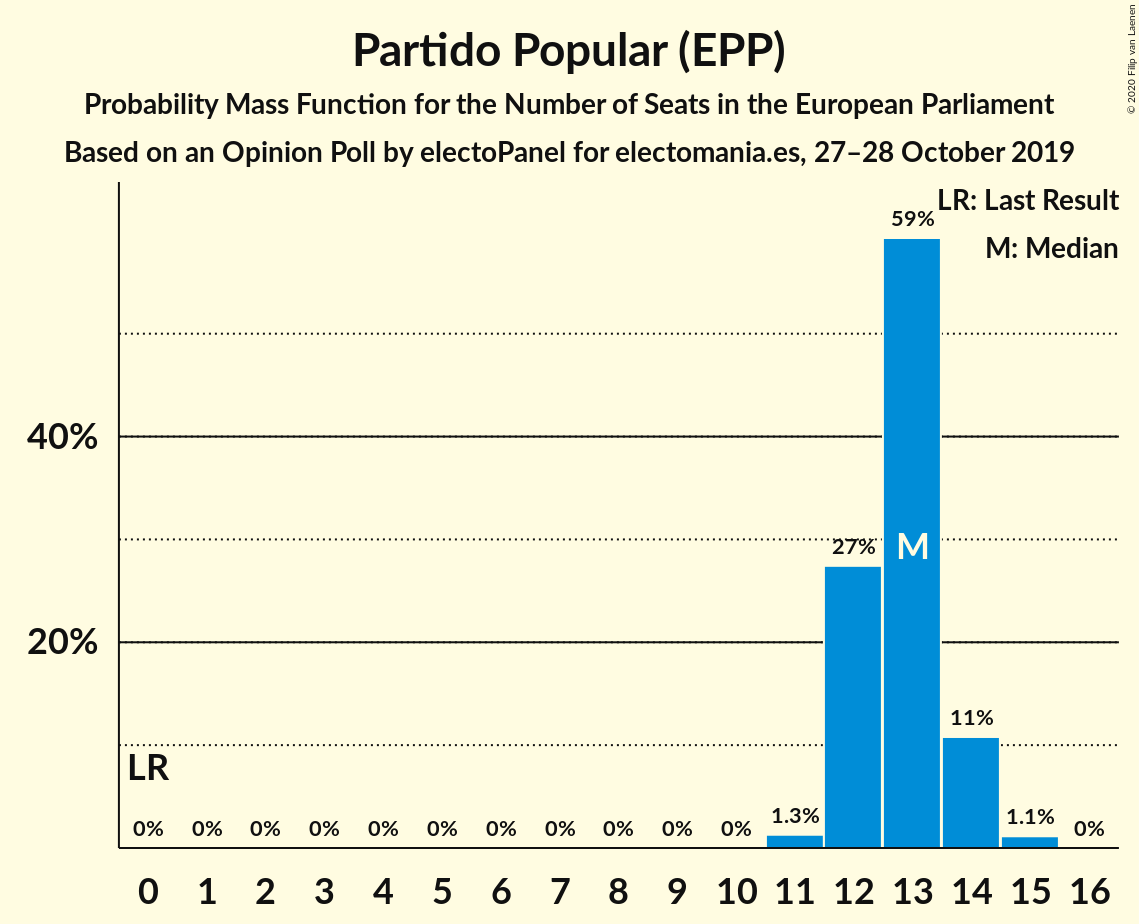 Partido Popular (EPP)
Probability Mass Function for the Number of Seats in the European Parliament
Based on an Opinion Poll by electoPanel for electomania.es, 27–28 October 2019
© 2020 Filip van Laenen
LR: Last Result
M: Median
59%
40%
27%
M
20%
11%
LR
1.3%
1.1%
0% 0% 0% 0% 0% 0% 0% 0% 0% 0% 0% 0%
0 1 2 3 4 5 6 7 8 9 10 11 12 13 14 15 16